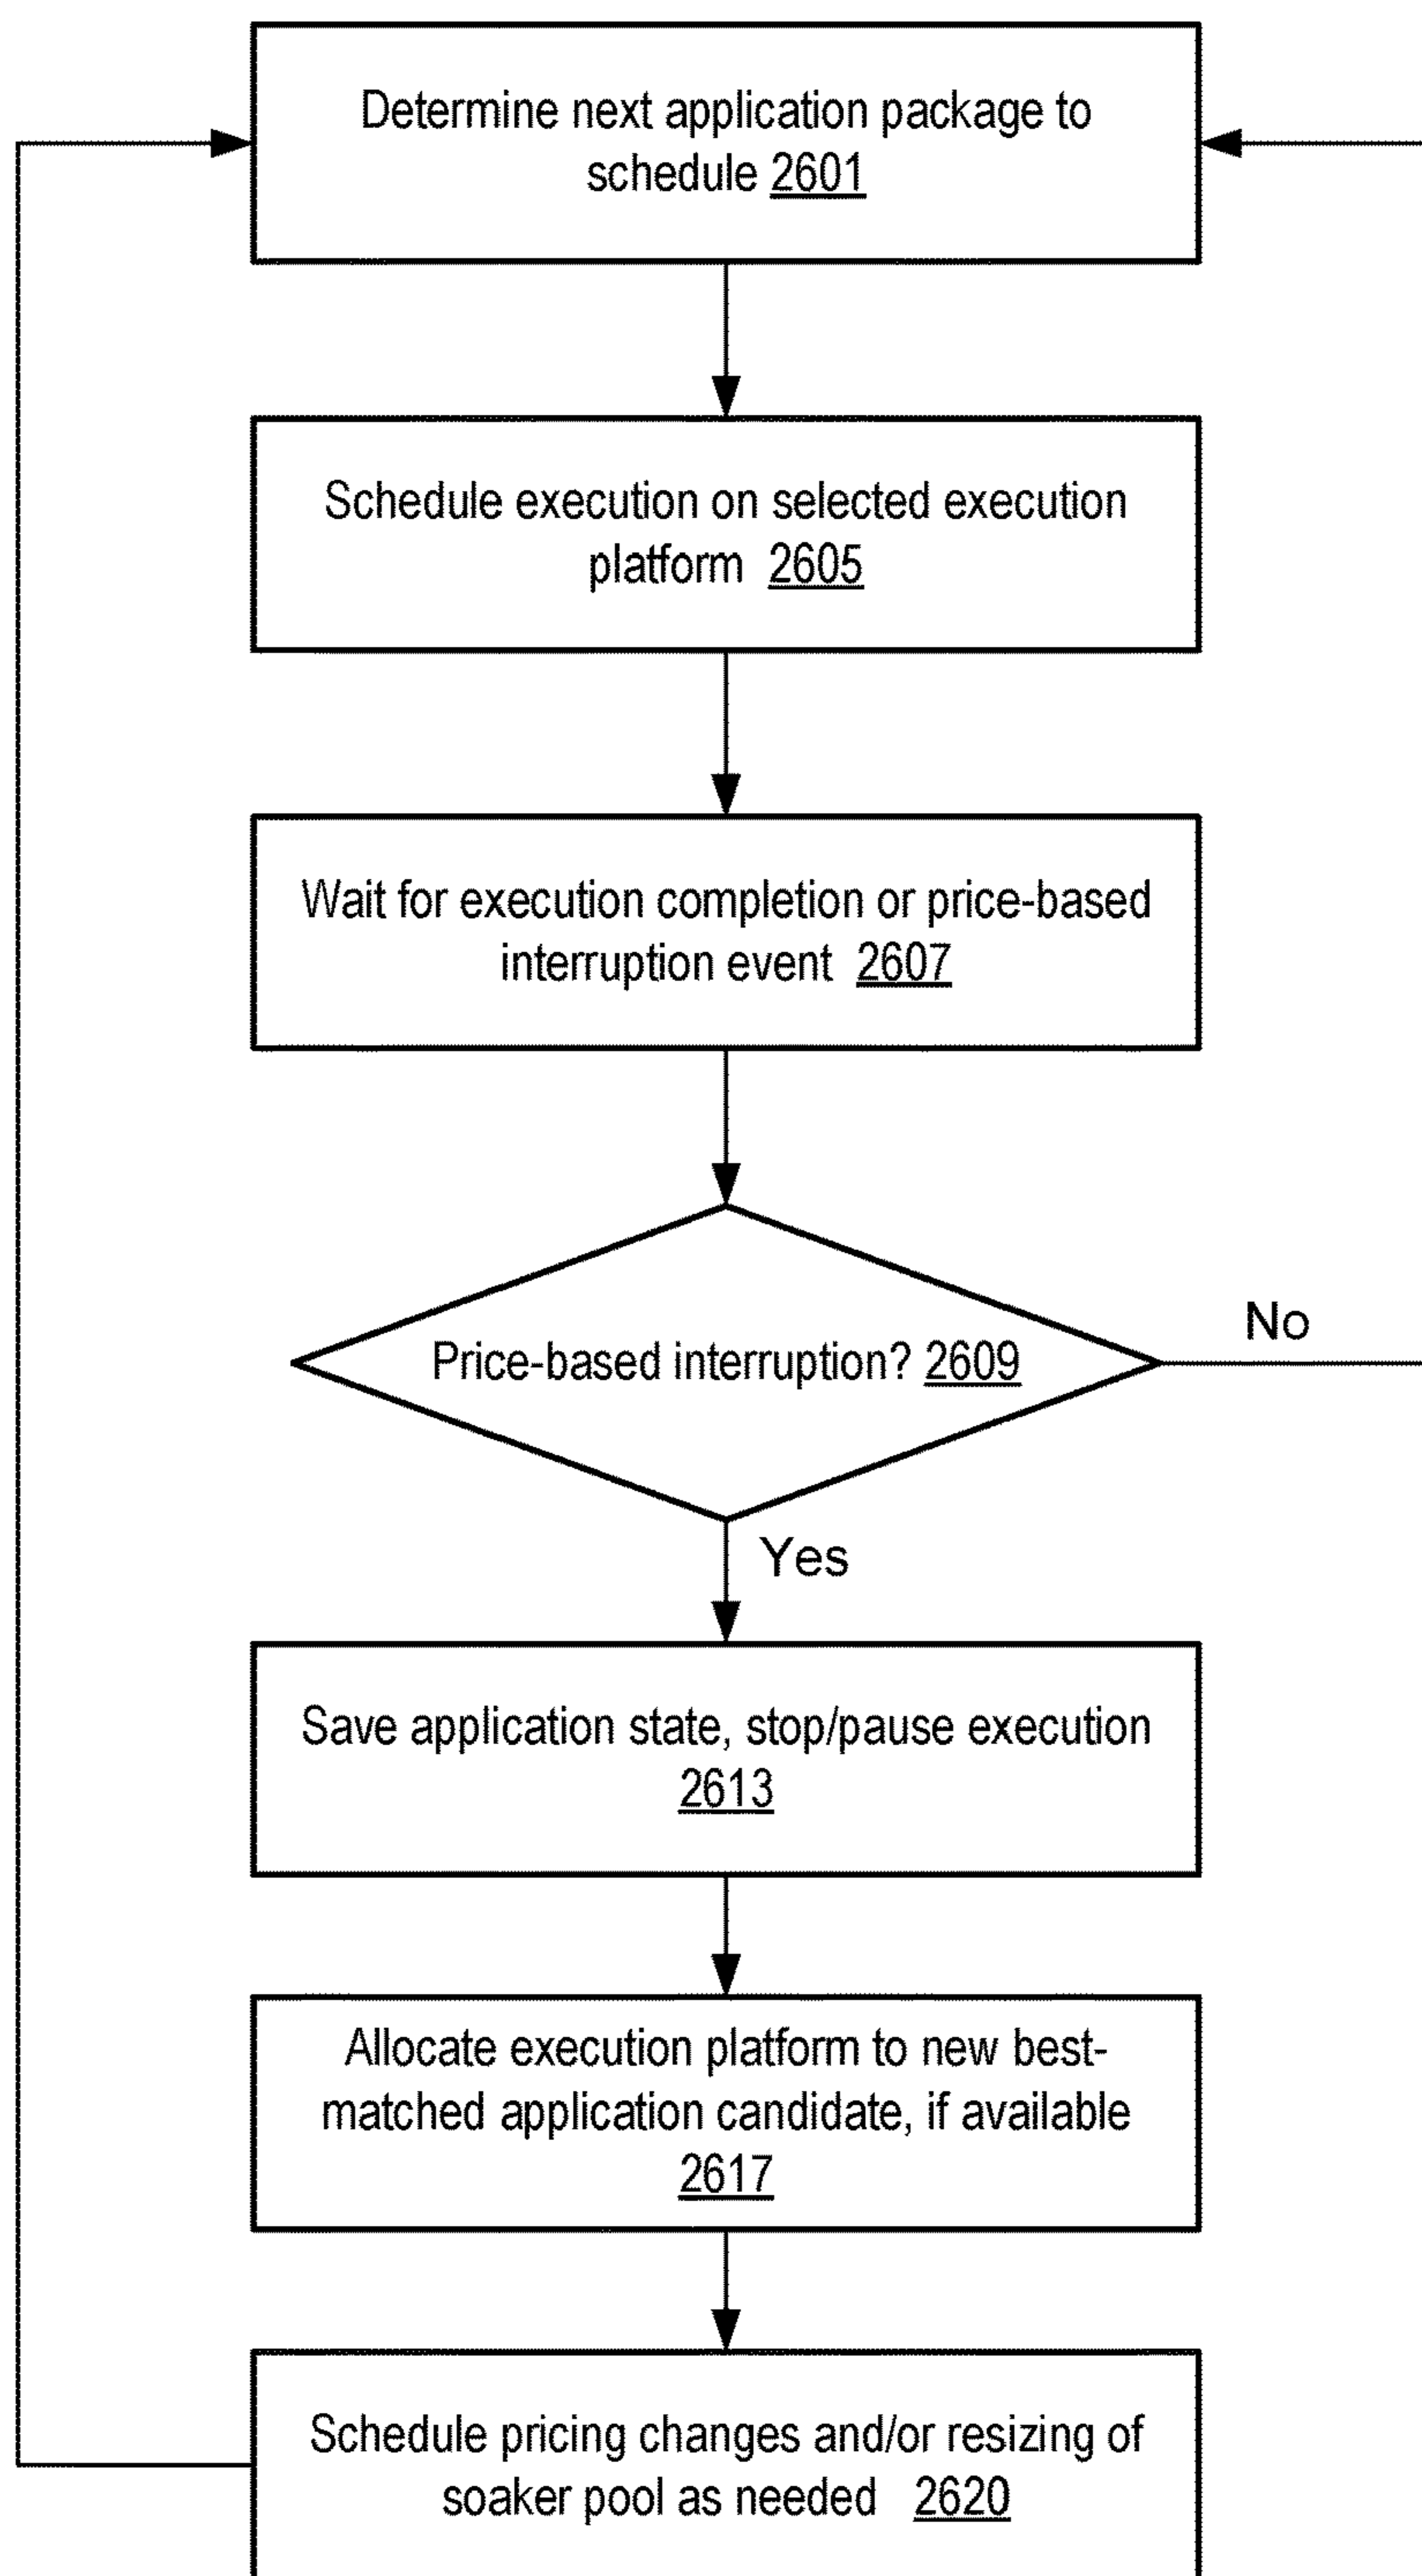 Determine next application package to
schedule 2601
Schedule execution on selected execution
platform 2605
Wait for execution completion or price-based
interruption event 2607
Price-based interruption? 2609
No
Yes
Save application state, stop/pause execution
2613
Allocate execution platform to new best-
matched application candidate, if available
2617
Schedule pricing changes and/or resizing of
soaker pool as needed 2620